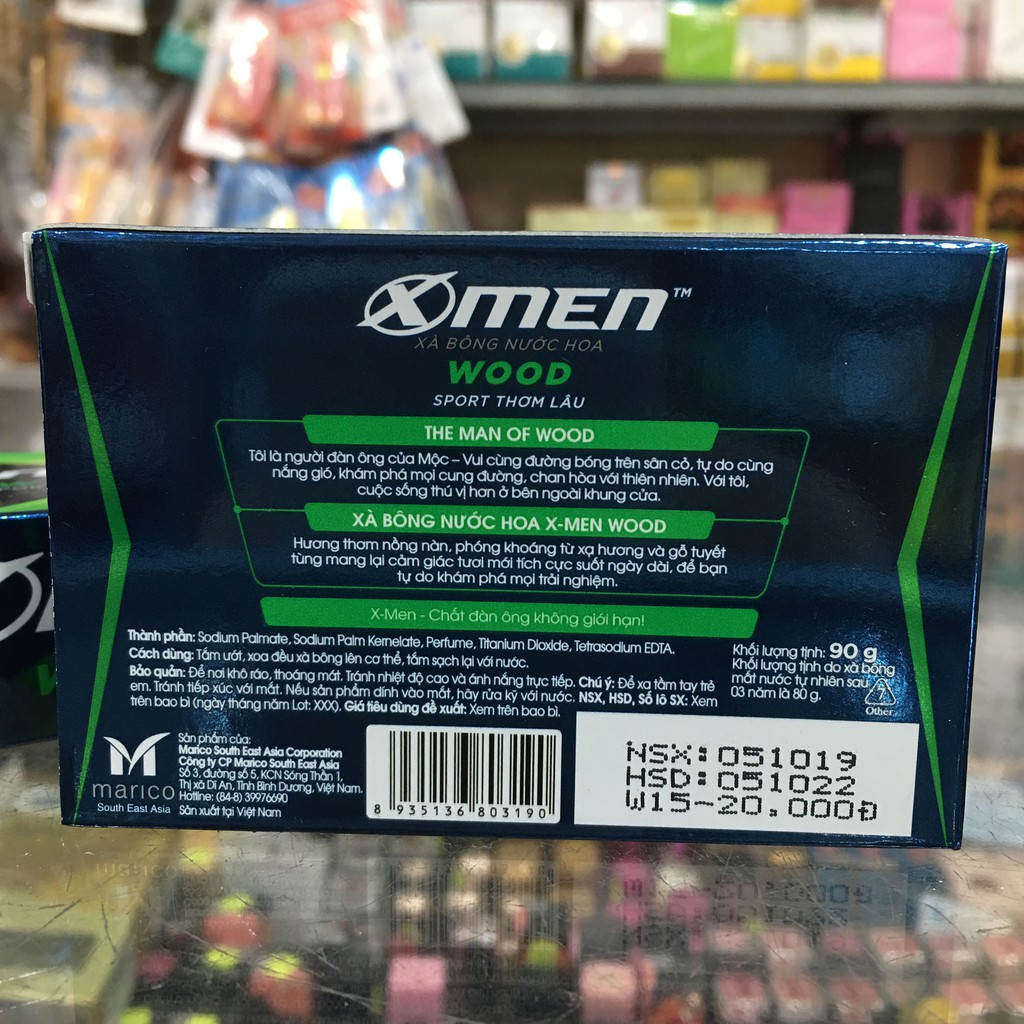 XMEN™
XÀ BÔNG NƯỚC HOA
WOOD
SPORT THƠM LÂU
THE MAN OF WOOD
Tôi là người đàn ông của Mộc – Vui cùng đường bóng trên sân cỏ, tự do cùng
nắng gió, khám phá mọi cung đường, chan hòa với thiên nhiên. Với tôi,
cuộc sống thú vị hơn ở bên ngoài khung cửa.
XÀ BÔNG NƯỚC HOA X-MEN WOOD
Hương thơm nồng nàn, phóng khoáng từ xạ hương và gỗ tuyết
tùng mang lại cảm giác tươi mới tích cực suốt ngày dài, để bạn
tự do khám phá mọi trải nghiệm.
X-Men - Chất đàn ông không giới hạn!
Thành phần: Sodium Palmate, Sodium Palm Kernelate, Perfume, Titanium Dioxide, Tetrasodium EDTA.
Cách dùng: Tắm ướt, xoa đều xà bông lên cơ thể, tắm sạch lại với nước.
Bảo quản: Để nơi khô ráo, thoáng mát. Tránh nhiệt độ cao và ánh nắng trực tiếp. Chú ý: Để xa tầm tay trẻ
em. Tránh tiếp xúc với mắt. Nếu sản phẩm dính vào mắt, hãy rửa kỹ với nước. NSX, HSD, Số lô SX: Xem
trên bao bì (ngày tháng năm Lot: XXX). Giá tiêu dùng đề xuất: Xem trên bao bì.
Khối lượng tịnh: 90 g
Khối lượng tịnh do xà bông
mất nước tự nhiên sau
03 năm là 80 g.
7
Other
marico
South East Asia
Sản phẩm của:
Marico South East Asia Corporation
Công ty CP Marico South East Asia
Số 3, đường số 5, KCN Sóng Thần 1,
Thị xã Dĩ An, Tỉnh Bình Dương, Việt Nam.
Hotline: (84-8) 39976690
Sản xuất tại Việt Nam
8 935136 803190
NSX:051019
HSD:051022
W15-20,000đ